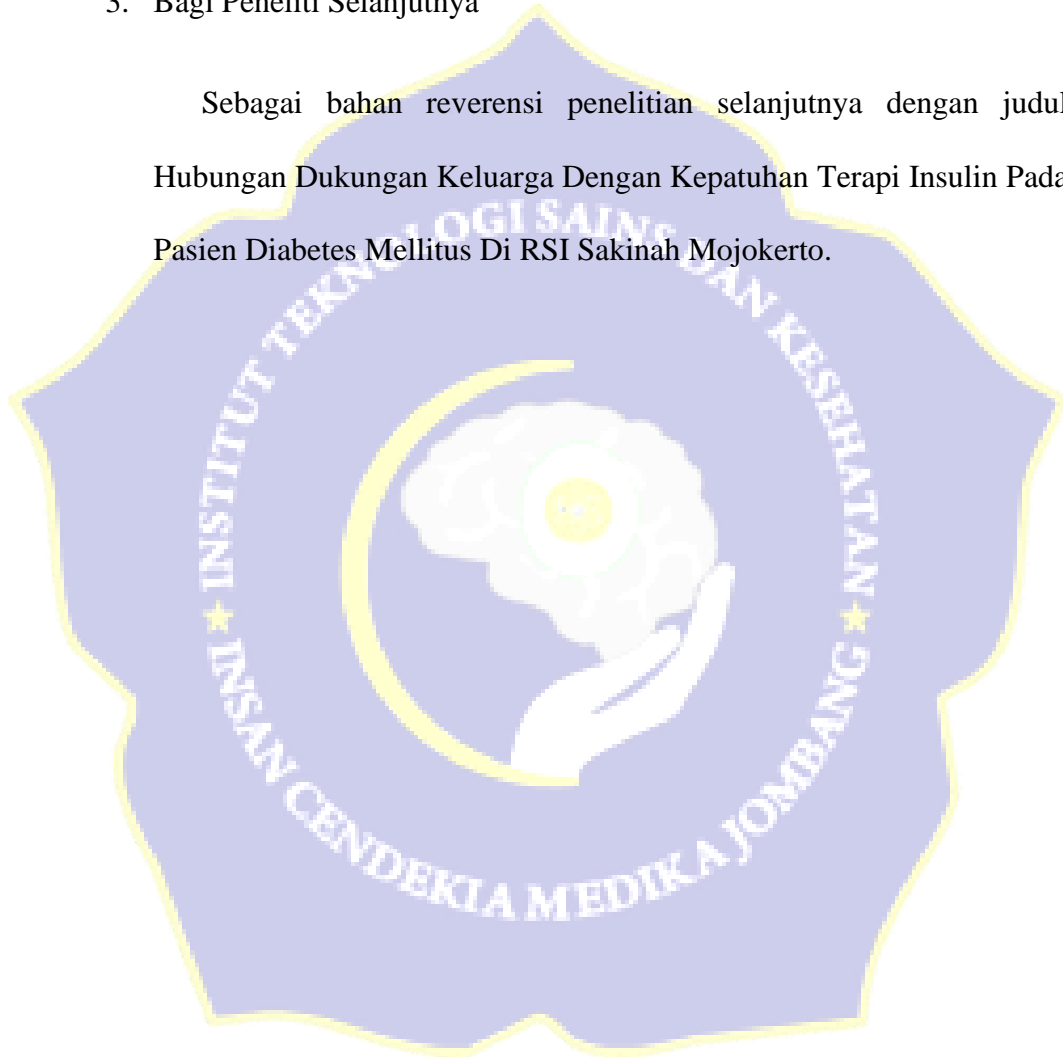 3. Bagi Peneliti Selanjutnya
Sebagai bahan reverensi penelitian selanjutnya dengan judul
Hubungan Dukungan Keluarga Dengan Kepatuhan Terapi Insulin Pada
Pasien Diabetes Mellitus Di RSI Sakinah Mojokerto.
INSTITUT TEKNOLOGI SAINS DAN KESEHATAN
INSAN CENDEKIA MEDIKA JOMBANG